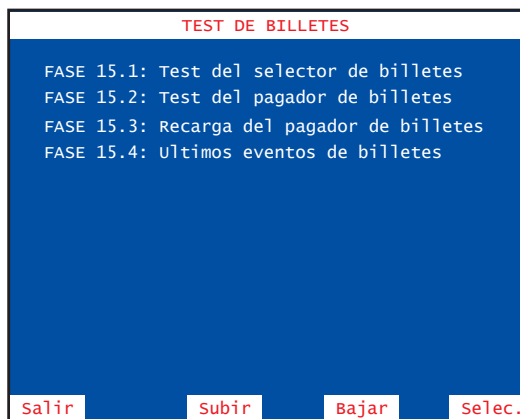 TEST DE BILLETES
FASE 15.1: Test del selector de billetes
FASE 15.2: Test del pagador de billetes
FASE 15.3: Recarga del pagador de billetes
FASE 15.4: Ultimos eventos de billetes
Salir Subir Bajar Selec.